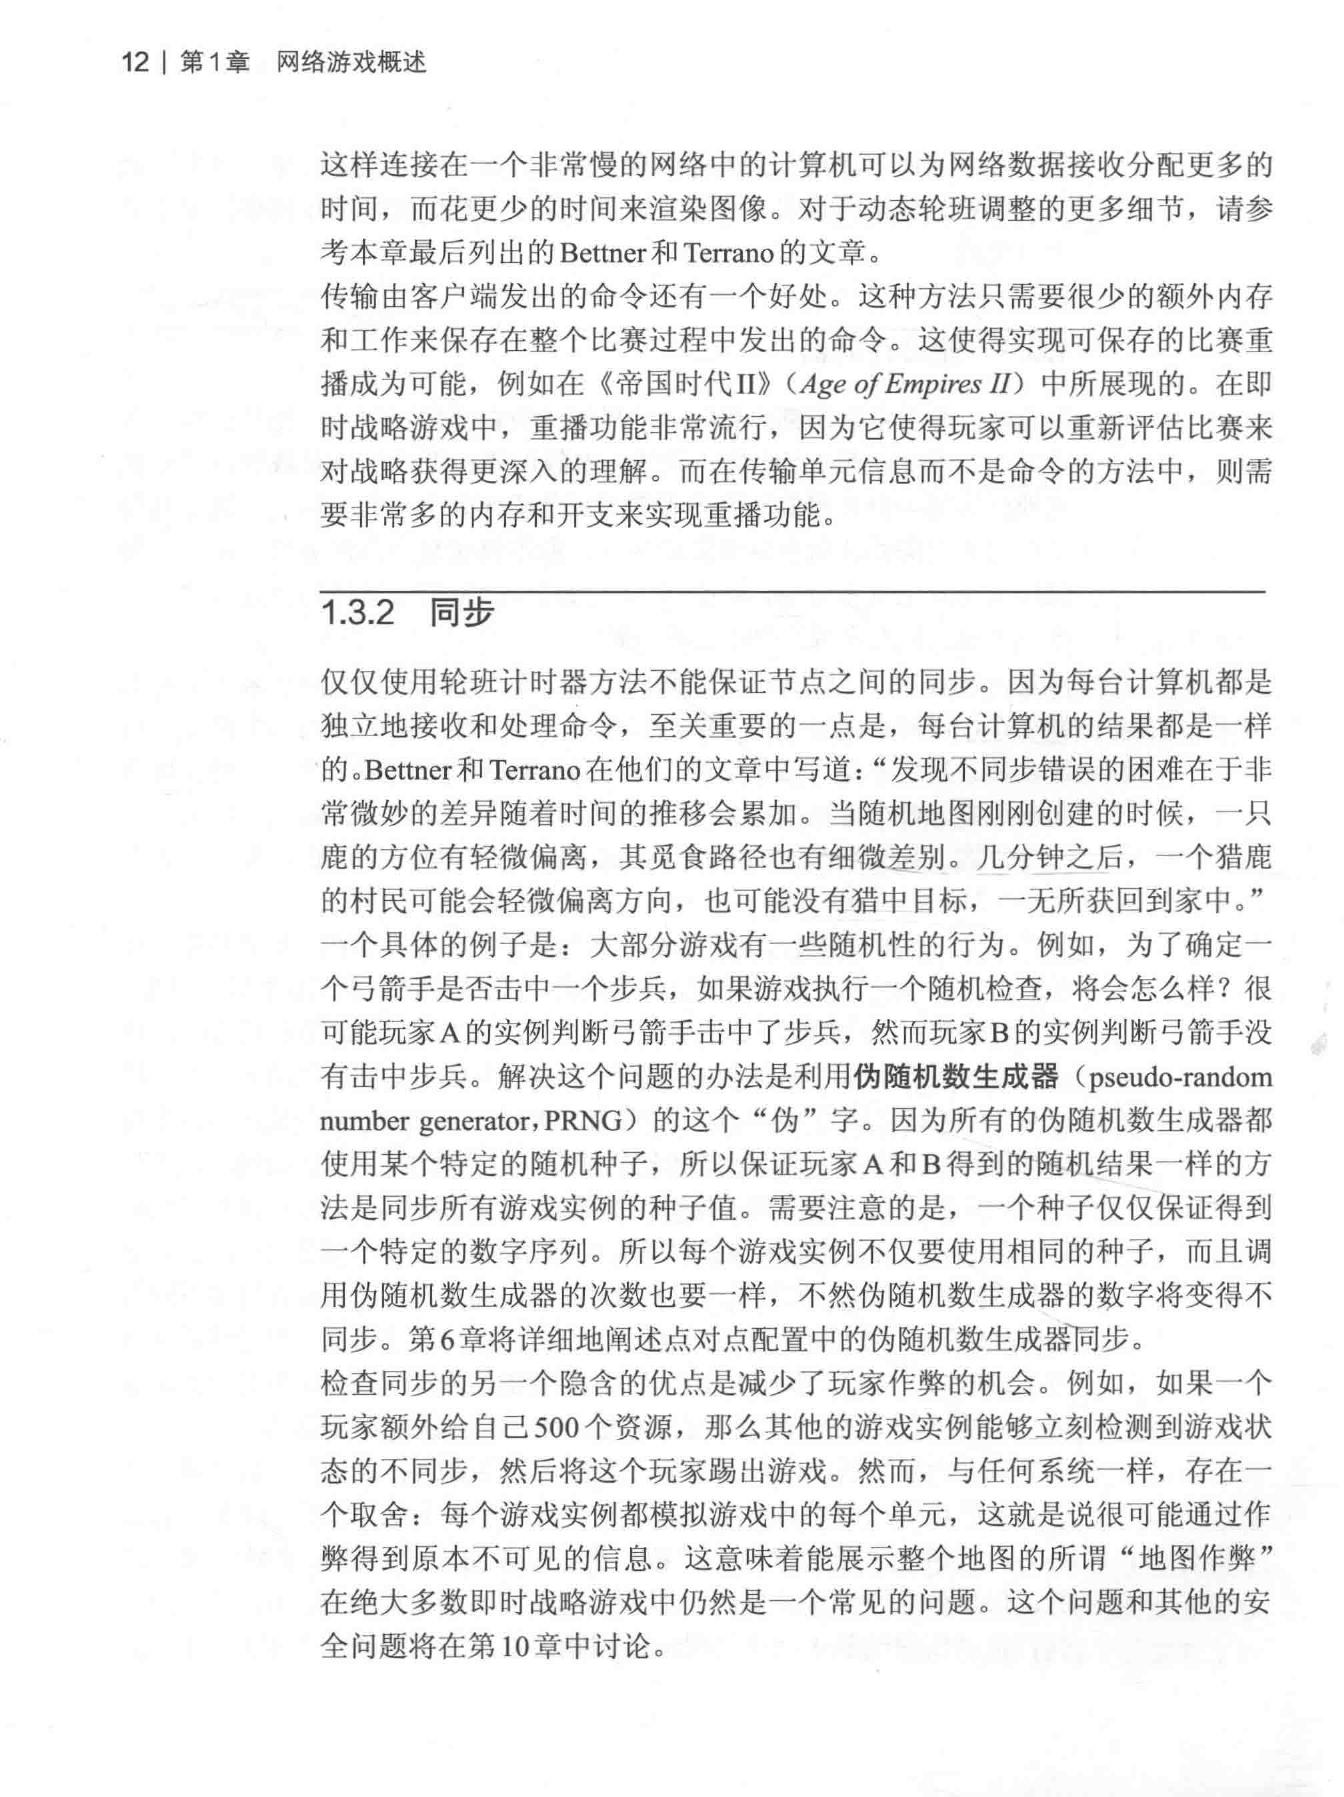 12 | 第1章 网络游戏概述
这样连接在一个非常慢的网络中的计算机可以为网络数据接收分配更多的
时间，而花更少的时间来渲染图像。对于动态轮班调整的更多细节，请参
考本章最后列出的Bettner和Terrano的文章。
传输由客户端发出的命令还有一个好处。这种方法只需要很少的额外内存
和工作来保存在整个比赛过程中发出的命令。这使得实现可保存的比赛重
播成为可能，例如在《帝国时代II》（Age of Empires II）中所展现的。在即
时战略游戏中，重播功能非常流行，因为它使得玩家可以重新评估比赛来
对战略获得更深入的理解。而在传输单元信息而不是命令的方法中，则需
要非常多的内存和开支来实现重播功能。
1.3.2 同步
仅仅使用轮班计时器方法不能保证节点之间的同步。因为每台计算机都是
独立地接收和处理命令，至关重要的一点是，每台计算机的结果都是一样
的。Bettner和Terrano在他们的文章中写道：“发现不同步错误的困难在于非
常微妙的差异随着时间的推移会累加。当随机地图刚刚创建的时候，一只
鹿的方位有轻微偏离，其觅食路径也有细微差别。几分钟之后，一个猎鹿
的村民可能会轻微偏离方向，也可能没有猎中目标，一无所获回到家中。”
一个具体的例子是：大部分游戏有一些随机性的行为。例如，为了确定一
个弓箭手是否击中一个步兵，如果游戏执行一个随机检查，将会怎么样？很
可能玩家A的实例判断弓箭手击中了步兵，然而玩家B的实例判断弓箭手没
有击中步兵。解决这个问题的办法是利用伪随机数生成器（pseudo-random
number generator，PRNG）的这个“伪”字。因为所有的伪随机数生成器都
使用某个特定的随机种子，所以保证玩家A和B得到的随机结果一样的方
法是同步所有游戏实例的种子值。需要注意的是，一个种子仅仅保证得到
一个特定的数字序列。所以每个游戏实例不仅要使用相同的种子，而且调
用伪随机数生成器的次数也要一样，不然伪随机数生成器的数字将变得不
同步。第6章将详细地阐述点对点配置中的伪随机数生成器同步。
检查同步的另一个隐含的优点是减少了玩家作弊的机会。例如，如果一个
玩家额外给自己500个资源，那么其他的游戏实例能够立刻检测到游戏状
态的不同步，然后将这个玩家踢出游戏。然而，与任何系统一样，存在一
个取舍：每个游戏实例都模拟游戏中的每个单元，这就是说很可能通过作
弊得到原本不可见的信息。这意味着能展示整个地图的所谓“地图作弊”
在绝大多数即时战略游戏中仍然是一个常见的问题。这个问题和其他的安
全问题将在第10章中讨论。